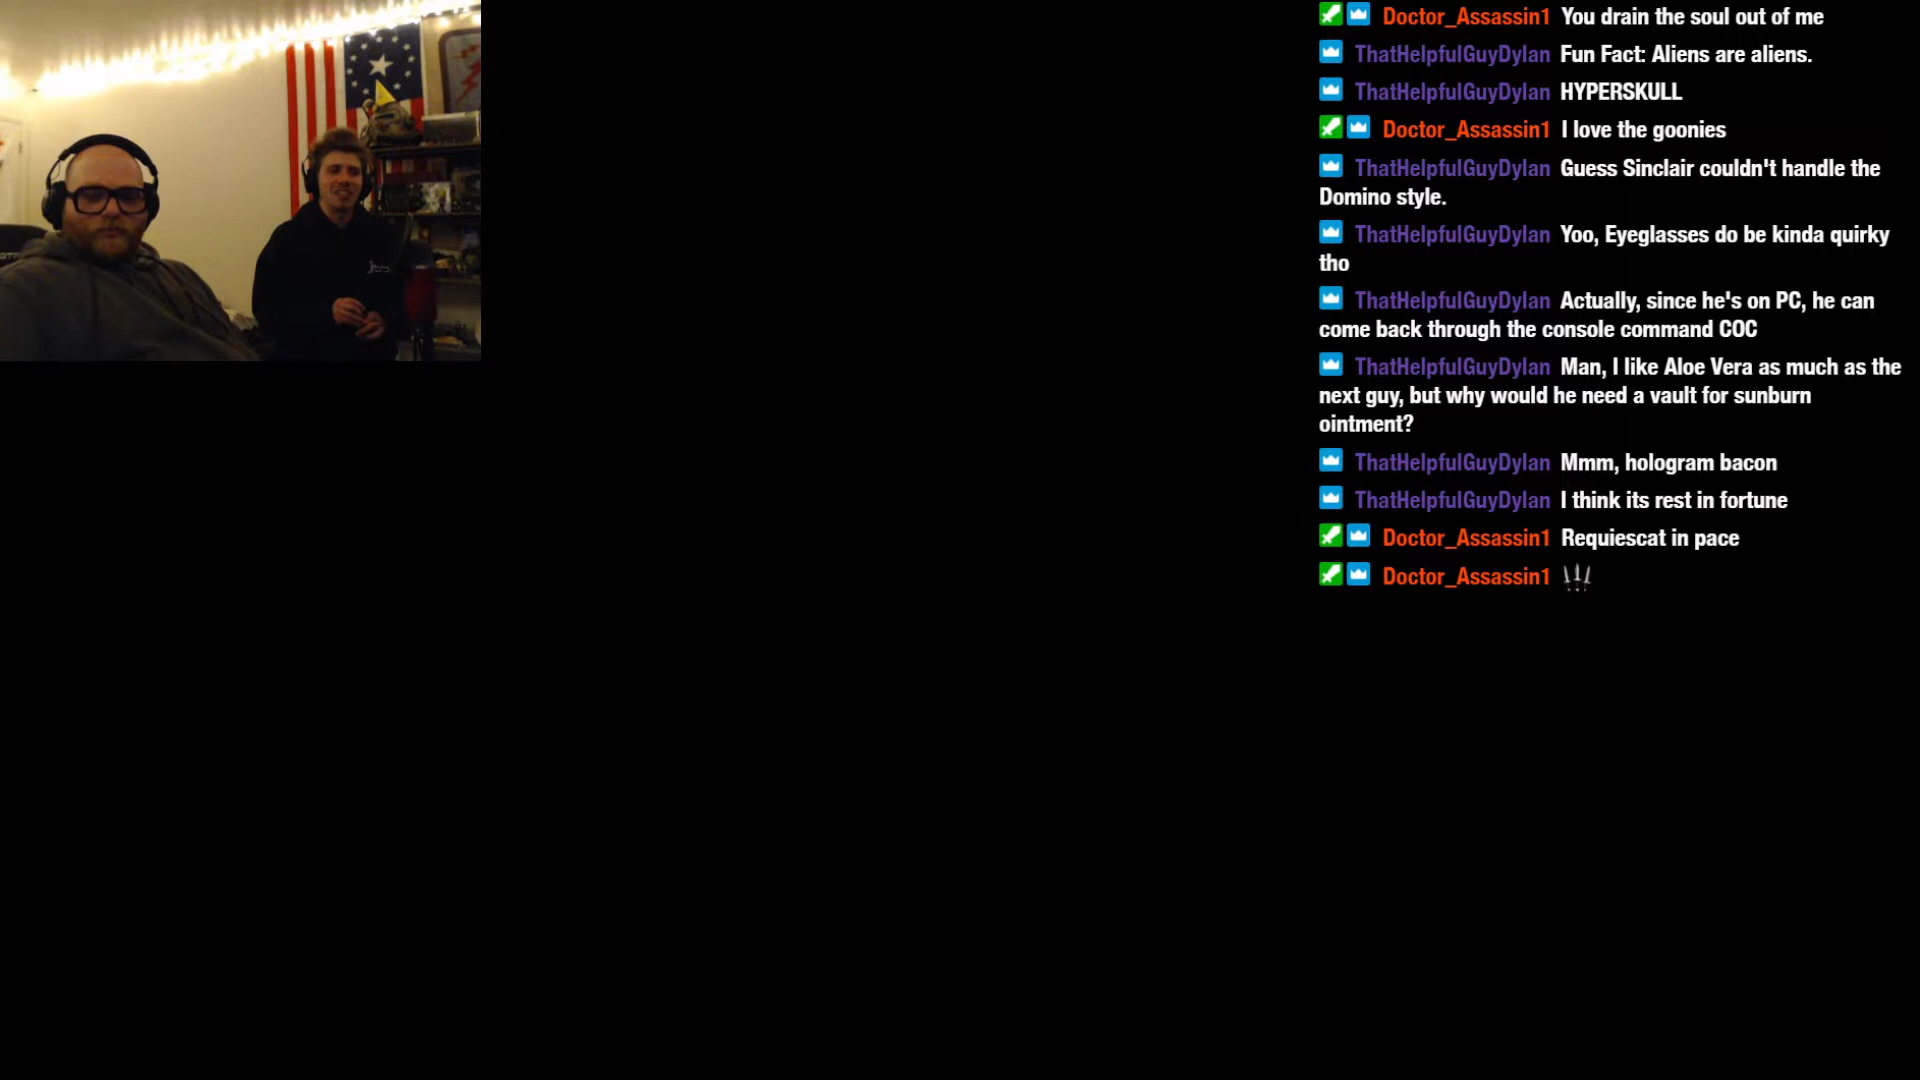 Doctor_Assassin1 You drain the soul out of me
ThatHelpfulGuyDylan Fun Fact: Aliens are aliens.
ThatHelpfulGuyDylan HYPERSKULL
Doctor_Assassin1 I love the goonies
ThatHelpfulGuyDylan Guess Sinclair couldn't handle the
Domino style.
ThatHelpfulGuyDylan Yoo, Eyeglasses do be kinda quirky
tho
ThatHelpfulGuyDylan Actually, since he's on PC, he can
come back through the console command COC
ThatHelpfulGuyDylan Man, I like Aloe Vera as much as the
next guy, but why would he need a vault for sunburn
ointment?
ThatHelpfulGuyDylan Mmm, hologram bacon
ThatHelpfulGuyDylan I think its rest in fortune
Doctor_Assassin1 Requiescat in pace
Doctor_Assassin1